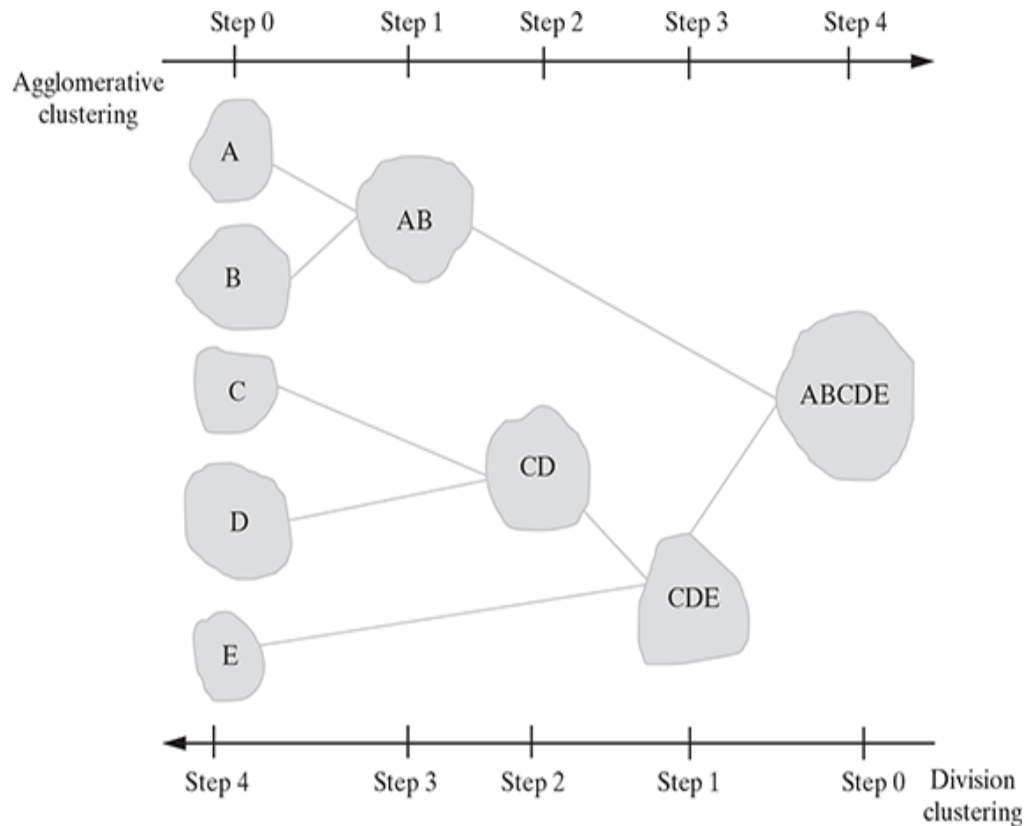 Step 0 Step 1 Step 2 Step 3 Step 4
Agglomerative
clustering
A
AB
B
C
ABCDE
CD
D
CDE
E
Step 4 Step 3 Step 2 Step 1 Step 0
Division
clustering